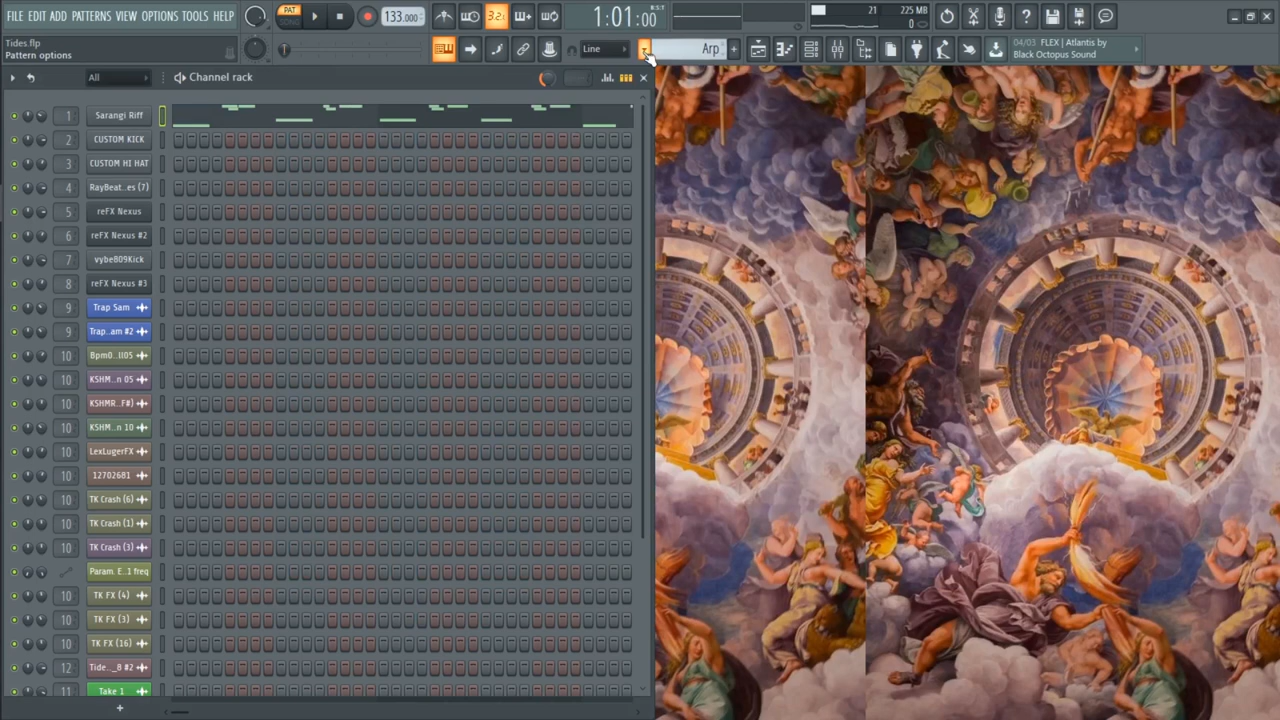 FILE EDIT ADD PATTERNS VIEW OPTIONS TOOLS HELP
PAT
SONG
133.000
3.2.
1:01:00
B:S:T
21
225 MB
0
Tides.flp
Pattern options
Line
Arp
04/03 FLEX | Atlantis by
Black Octopus Sound
All
Channel rack
1 Sarangi Riff
2 CUSTOM KICK
3 CUSTOM HI HAT
4 RayBeat..es (7)
5 reFX Nexus
6 reFX Nexus #2
7 vybe809Kick
8 reFX Nexus #3
9 Trap Sam
9 Trap..am #2
10 Bpm0..ll05
10 KSHM...n 05
10 KSHMR..F#)
10 KSHM...n 10
10 LexLugerFX
10 12702681
10 TK Crash (6)
10 TK Crash (1)
10 TK Crash (3)
Param. E..1 freq
10 TK FX (4)
10 TK FX (3)
10 TK FX (16)
12 Tide..._8 #2
11 Take 1
+